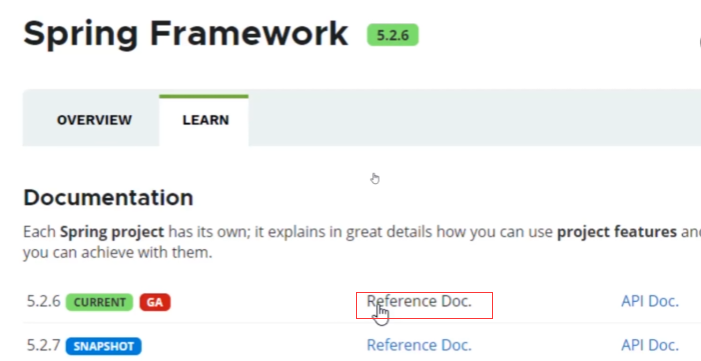 Spring Framework 5.2.6
OVERVIEW LEARN
Documentation
Each Spring project has its own; it explains in great details how you can use project features and
you can achieve with them.
5.2.6 CURRENT GA Reference Doc. API Doc.
5.2.7 SNAPSHOT Reference Doc. API Doc.